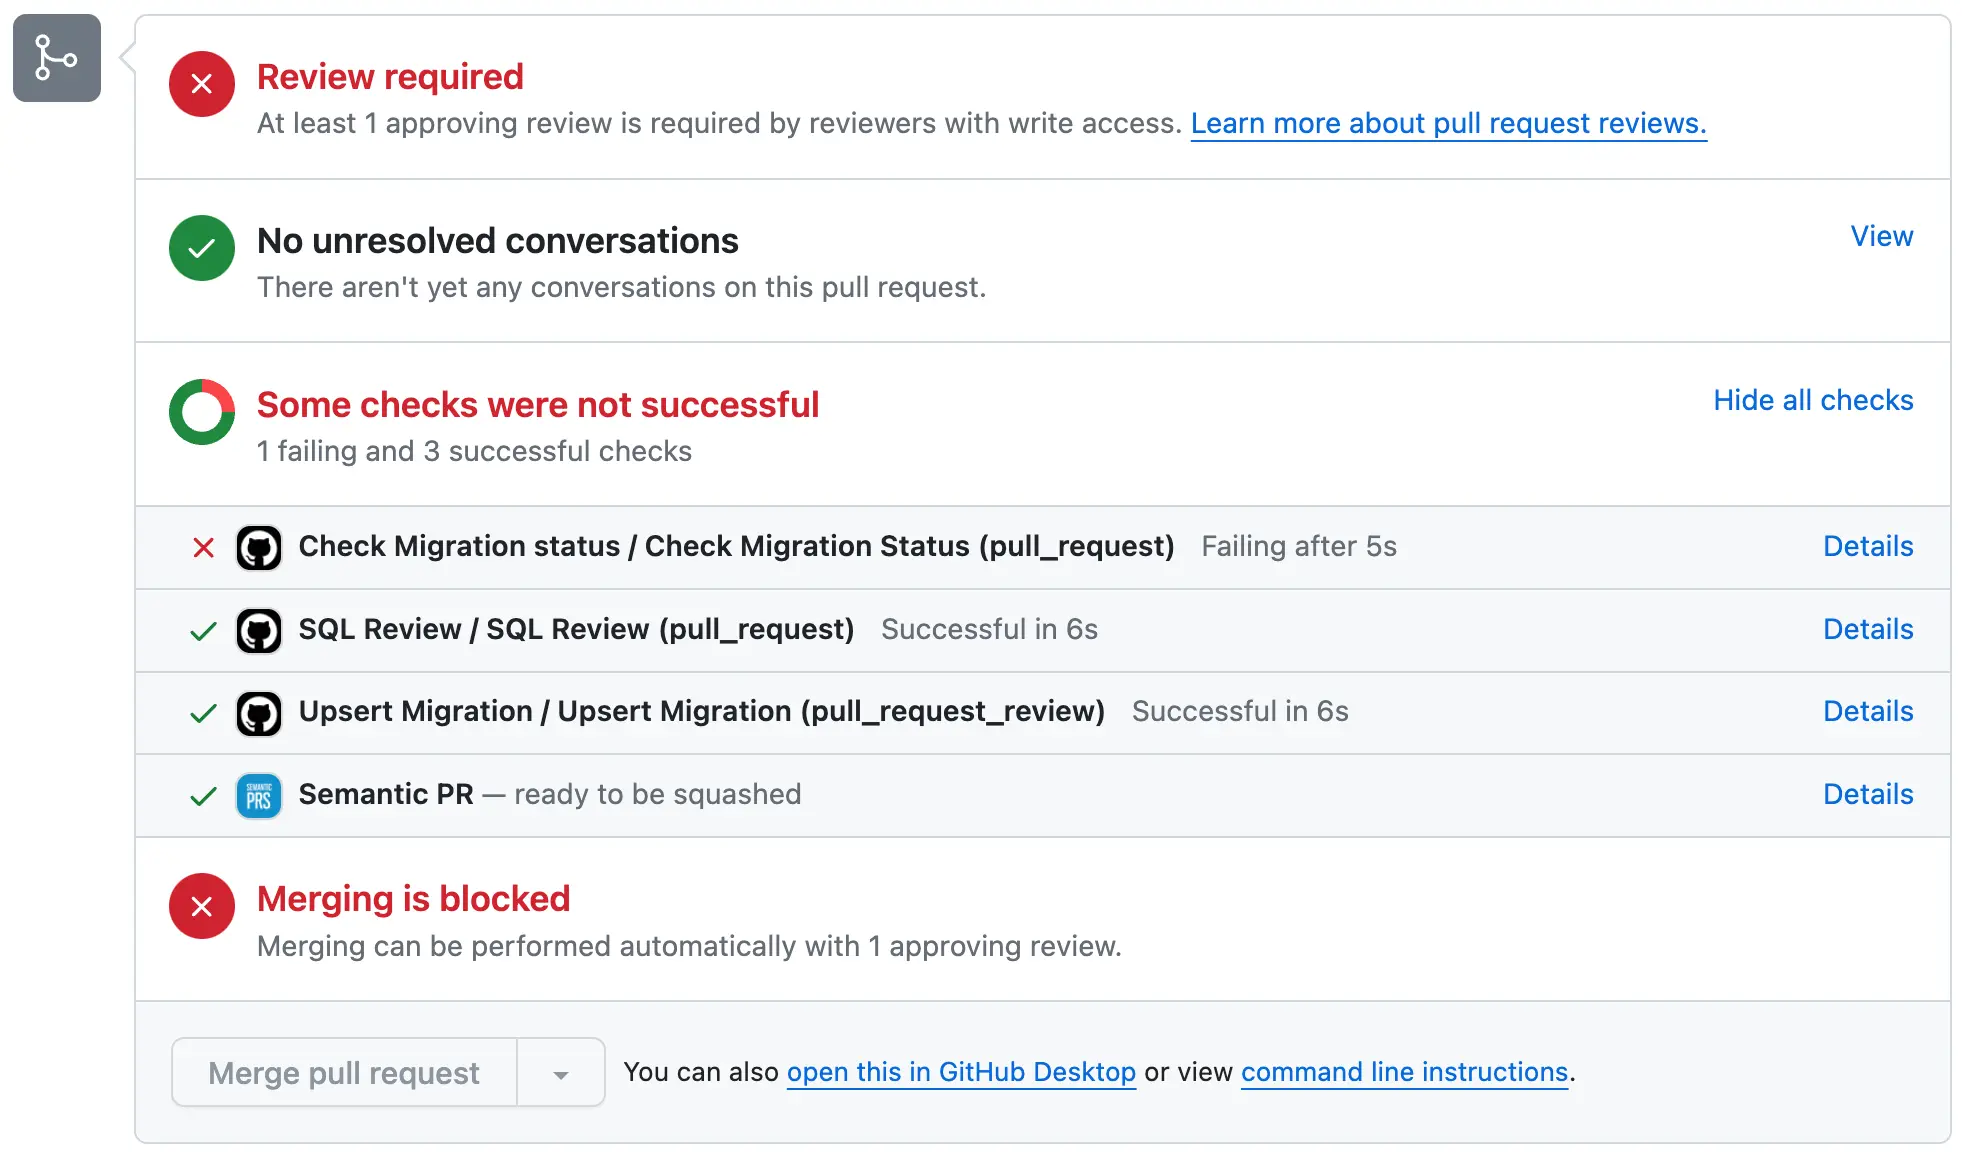 Review required
At least 1 approving review is required by reviewers with write access. Learn more about pull request reviews.
No unresolved conversations
View
There aren't yet any conversations on this pull request.
Some checks were not successful
Hide all checks
1 failing and 3 successful checks
Check Migration status / Check Migration Status (pull_request) Failing after 5s
Details
SQL Review / SQL Review (pull_request) Successful in 6s
Details
Upsert Migration / Upsert Migration (pull_request_review) Successful in 6s
Details
SEMANTIC
PRS
Semantic PR — ready to be squashed
Details
Merging is blocked
Merging can be performed automatically with 1 approving review.
Merge pull request
You can also open this in GitHub Desktop or view command line instructions.